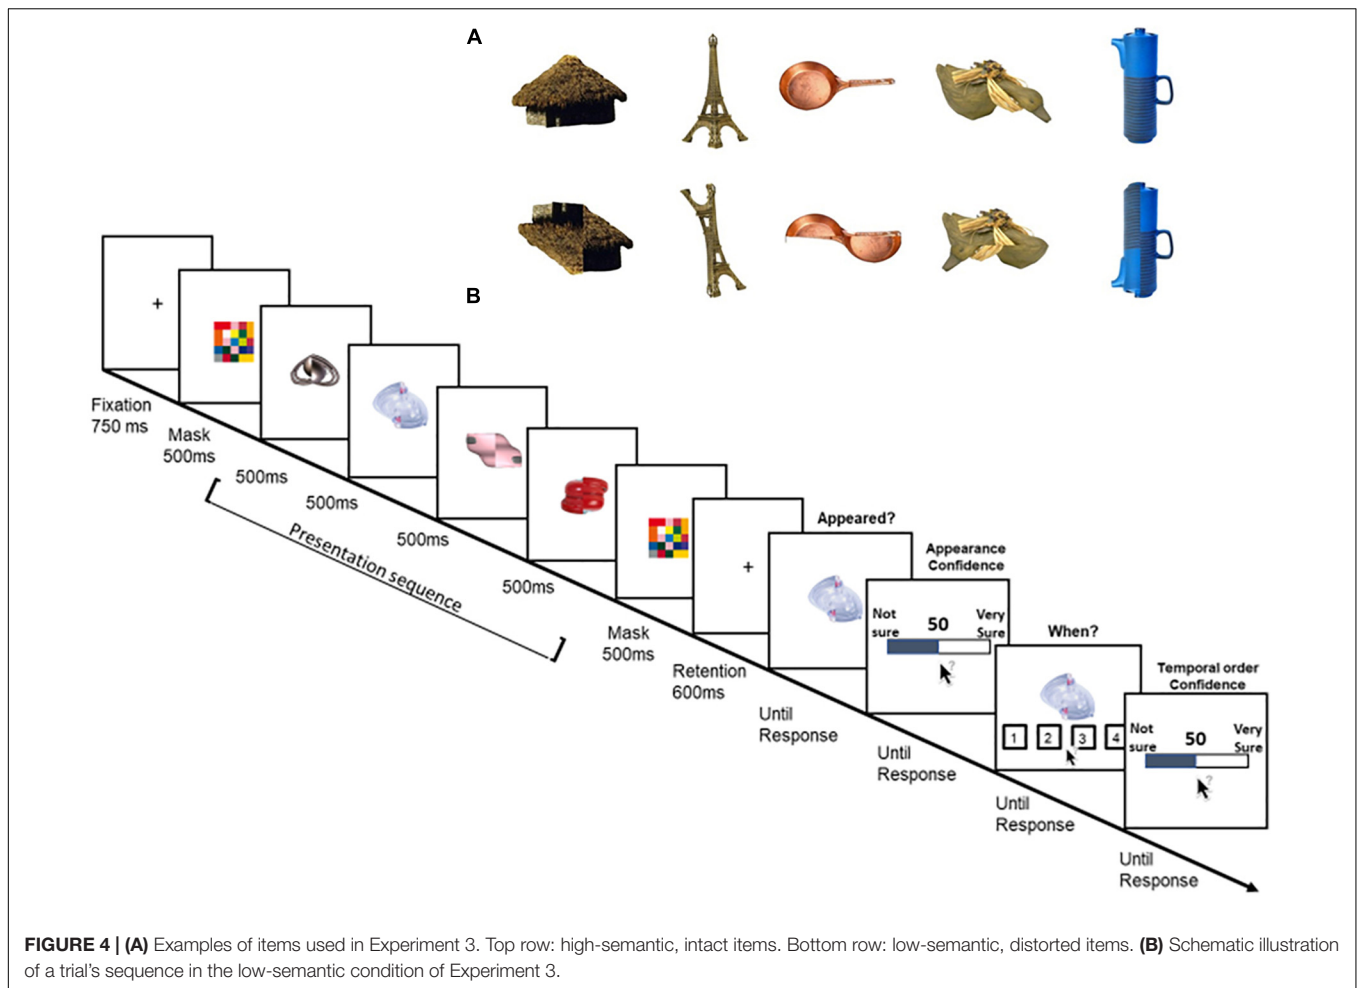 A
B
+
Fixation
750 ms
Mask
500ms
500ms
500ms
500ms
500ms
Presentation sequence
Mask
500ms
+
Retention
600ms
Appeared?
Until
Response
Appearance
Confidence
Not
sure
50
Very
Sure
?
Until
Response
When?
1 2 3 4
Until
Response
Temporal order
Confidence
Not
sure
50
Very
Sure
?
Until
Response
FIGURE 4 | (A) Examples of items used in Experiment 3. Top row: high-semantic, intact items. Bottom row: low-semantic, distorted items. (B) Schematic illustration
of a trial’s sequence in the low-semantic condition of Experiment 3.